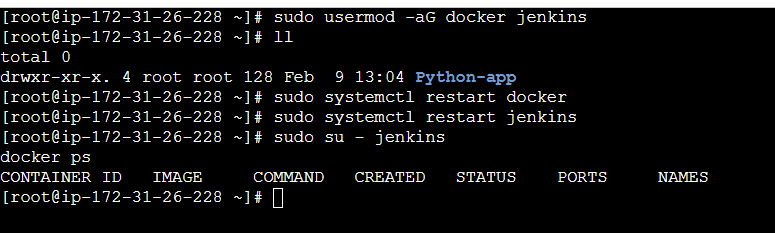 [root@ip-172-31-26-228 ~]# sudo usermod -aG docker jenkins
[root@ip-172-31-26-228 ~]# ll
total 0
drwxr-xr-x. 4 root root 128 Feb  9 13:04 Python-app
[root@ip-172-31-26-228 ~]# sudo systemctl restart docker
[root@ip-172-31-26-228 ~]# sudo systemctl restart jenkins
[root@ip-172-31-26-228 ~]# sudo su - jenkins
docker ps
CONTAINER ID   IMAGE     COMMAND   CREATED   STATUS    PORTS     NAMES
[root@ip-172-31-26-228 ~]#